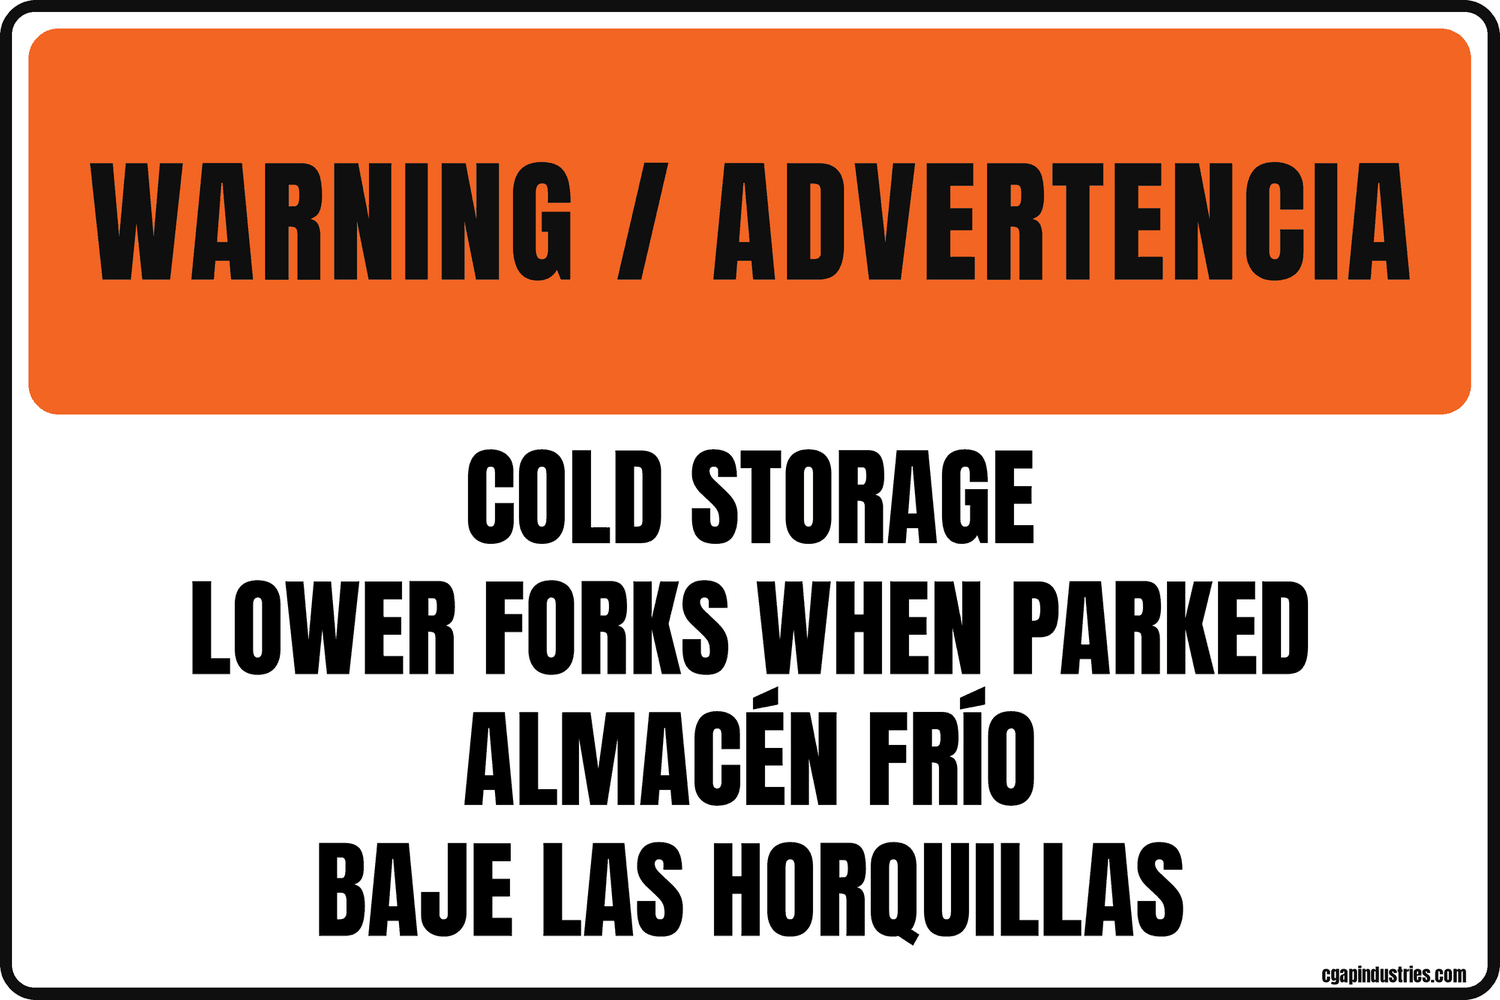 WARNING / ADVERTENCIA
COLD STORAGE
LOWER FORKS WHEN PARKED
ALMACÉN FRÍO
BAJE LAS HORQUILLAS
cgapindustries.com